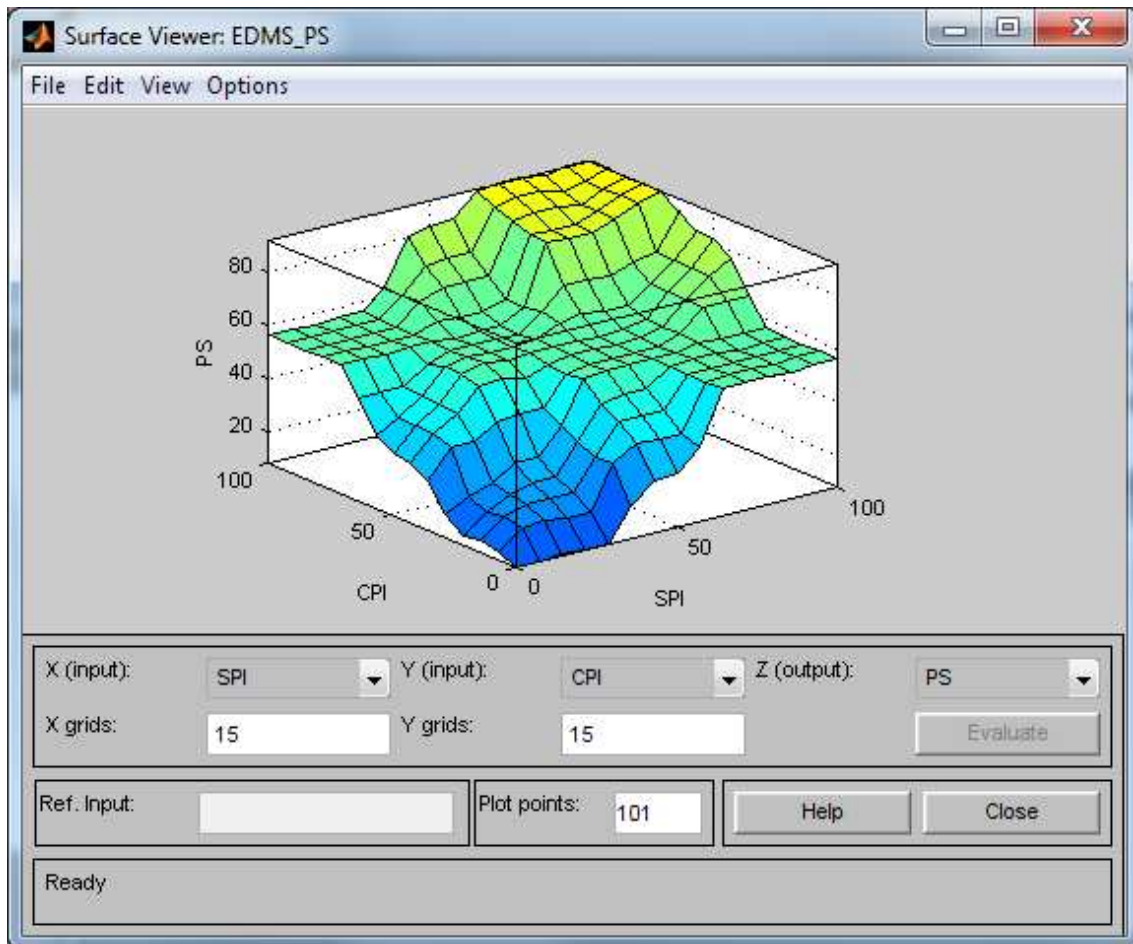 Surface Viewer: EDMS_PS
File Edit View Options
80
60
40
20
PS
100
50
0
CPI
0
50
100
SPI
X (input): SPI Y (input): CPI Z (output): PS
X grids: 15 Y grids: 15 Evaluate
Ref. Input: Plot points: 101 Help Close
Ready